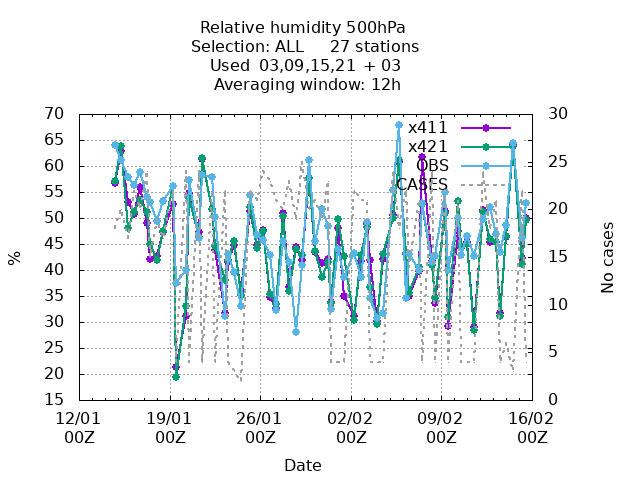 Relative humidity 500hPa
Selection: ALL 27 stations
Used 03,09,15,21 + 03
Averaging window: 12h
70
65
60
55
50
45
40
35
30
25
20
15
%
30
25
20
15
10
5
0
No cases
x411
x421
OBS
CASES
12/01 19/01 26/01 02/02 09/02 16/02
00Z 00Z 00Z 00Z 00Z 00Z
Date